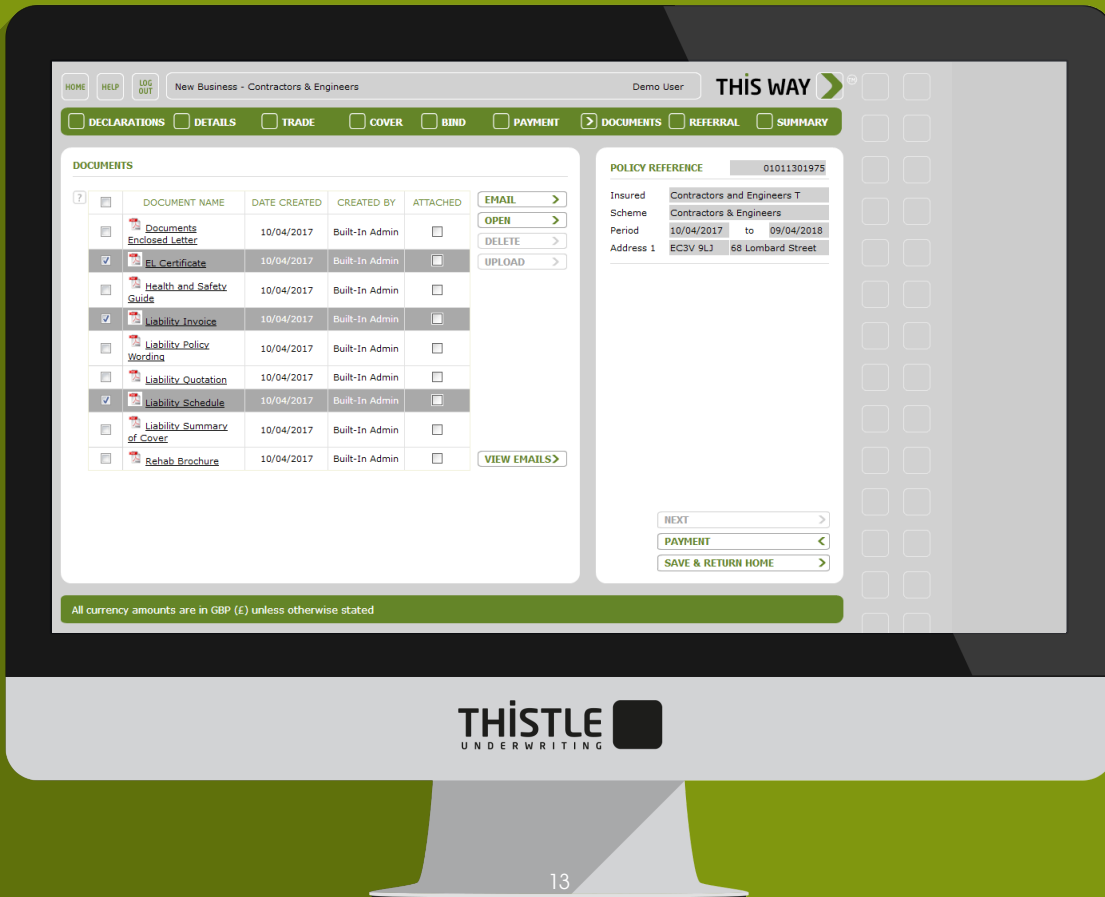 HOME HELP LOG OUT New Business - Contractors & Engineers Demo User THIS WAY
DECLARATIONS DETAILS TRADE COVER BIND PAYMENT DOCUMENTS REFERRAL SUMMARY
DOCUMENTS
? DOCUMENT NAME DATE CREATED CREATED BY ATTACHED
Documents
Enclosed Letter 10/04/2017 Built-In Admin
EL Certificate 10/04/2017 Built-In Admin
Health and Safety
Guide 10/04/2017 Built-In Admin
Liability Invoice 10/04/2017 Built-In Admin
Liability Policy
Wording 10/04/2017 Built-In Admin
Liability Quotation 10/04/2017 Built-In Admin
Liability Schedule 10/04/2017 Built-In Admin
Liability Summary
of Cover 10/04/2017 Built-In Admin
Rehab Brochure 10/04/2017 Built-In Admin
EMAIL >
OPEN >
DELETE >
UPLOAD >
VIEW EMAILS>
POLICY REFERENCE 01011301975
Insured Contractors and Engineers T
Scheme Contractors & Engineers
Period 10/04/2017 to 09/04/2018
Address 1 EC3V 9LJ 68 Lombard Street
NEXT >
PAYMENT <
SAVE & RETURN HOME >
All currency amounts are in GBP (£) unless otherwise stated
THISTLE
UNDERWRITING
13